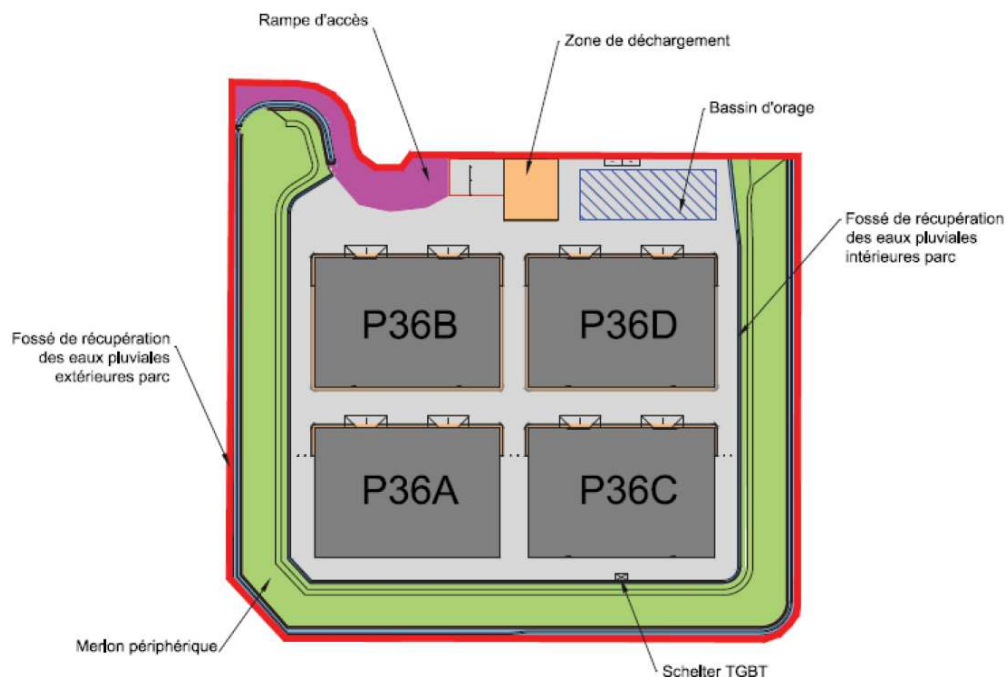 Rampe d'accès
Zone de déchargement
Bassin d'orage
Fossé de récupération
des eaux pluviales
intérieures parc
P36B
P36D
Fossé de récupération
des eaux pluviales
extérieures parc
P36A
P36C
Merlon périphérique
Schelter TGBT